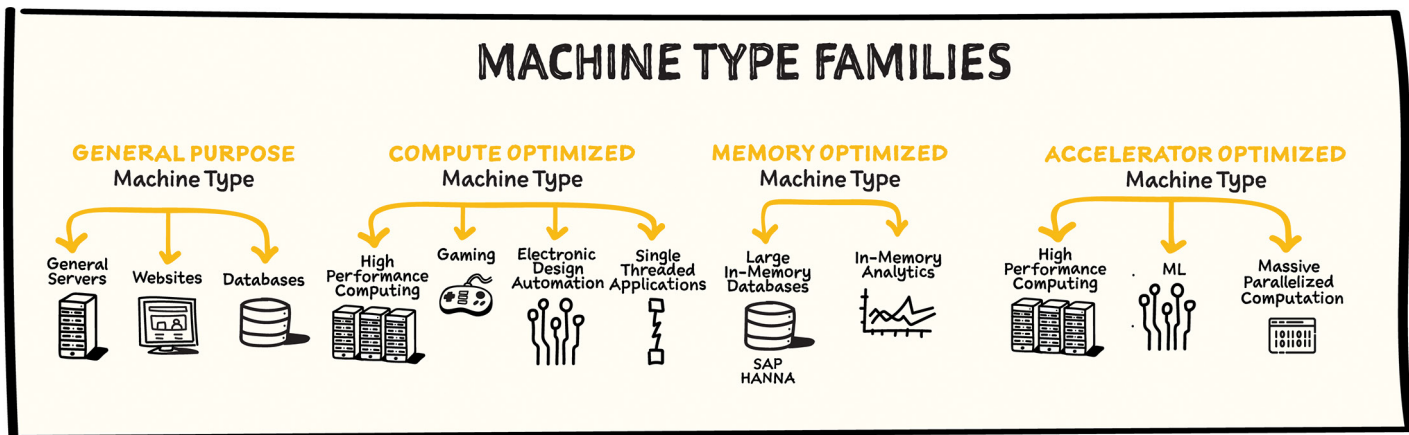 MACHINE TYPE FAMILIES
GENERAL PURPOSE
Machine Type
General
Servers
Websites
Databases
COMPUTE OPTIMIZED
Machine Type
High
Performance
Computing
Gaming
Electronic
Design
Automation
Single
Threaded
Applications
MEMORY OPTIMIZED
Machine Type
Large
In-Memory
Databases
SAP
HANNA
In-Memory
Analytics
ACCELERATOR OPTIMIZED
Machine Type
High
Performance
Computing
ML
Massive
Parallelized
Computation
1011011
1011011